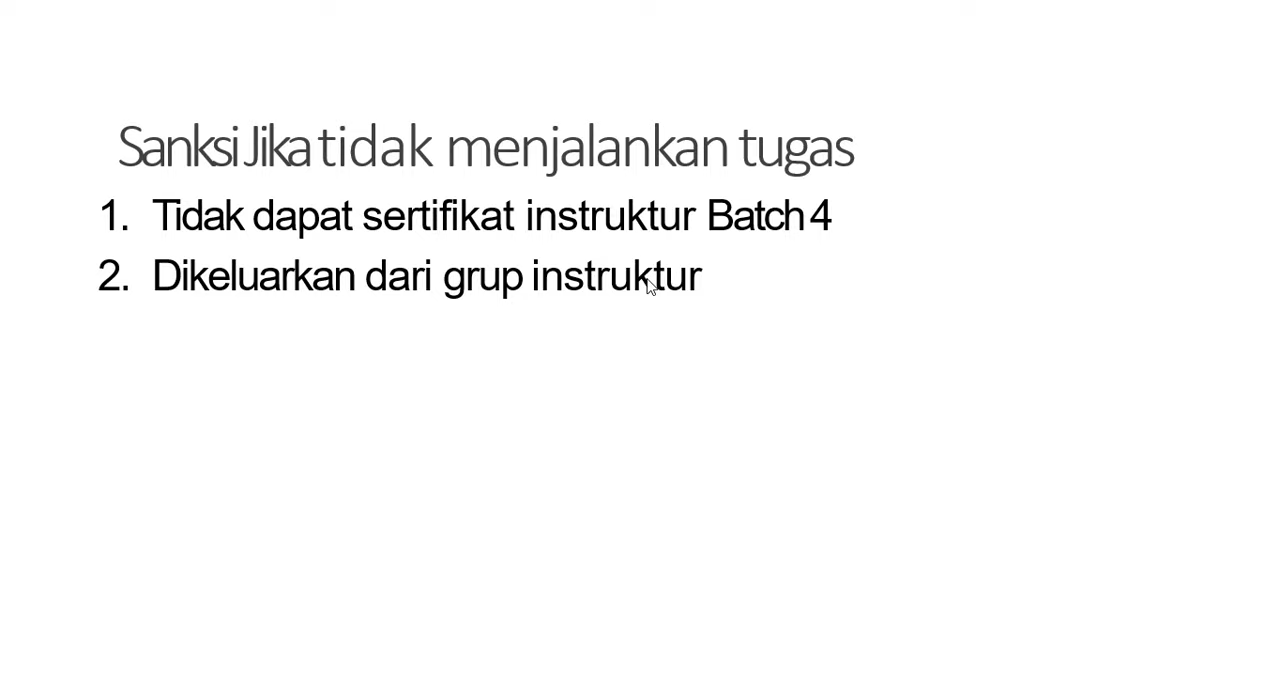 Sanksi Jika tidak menjalankan tugas
1. Tidak dapat sertifikat instruktur Batch 4
2. Dikeluarkan dari grup instruktur